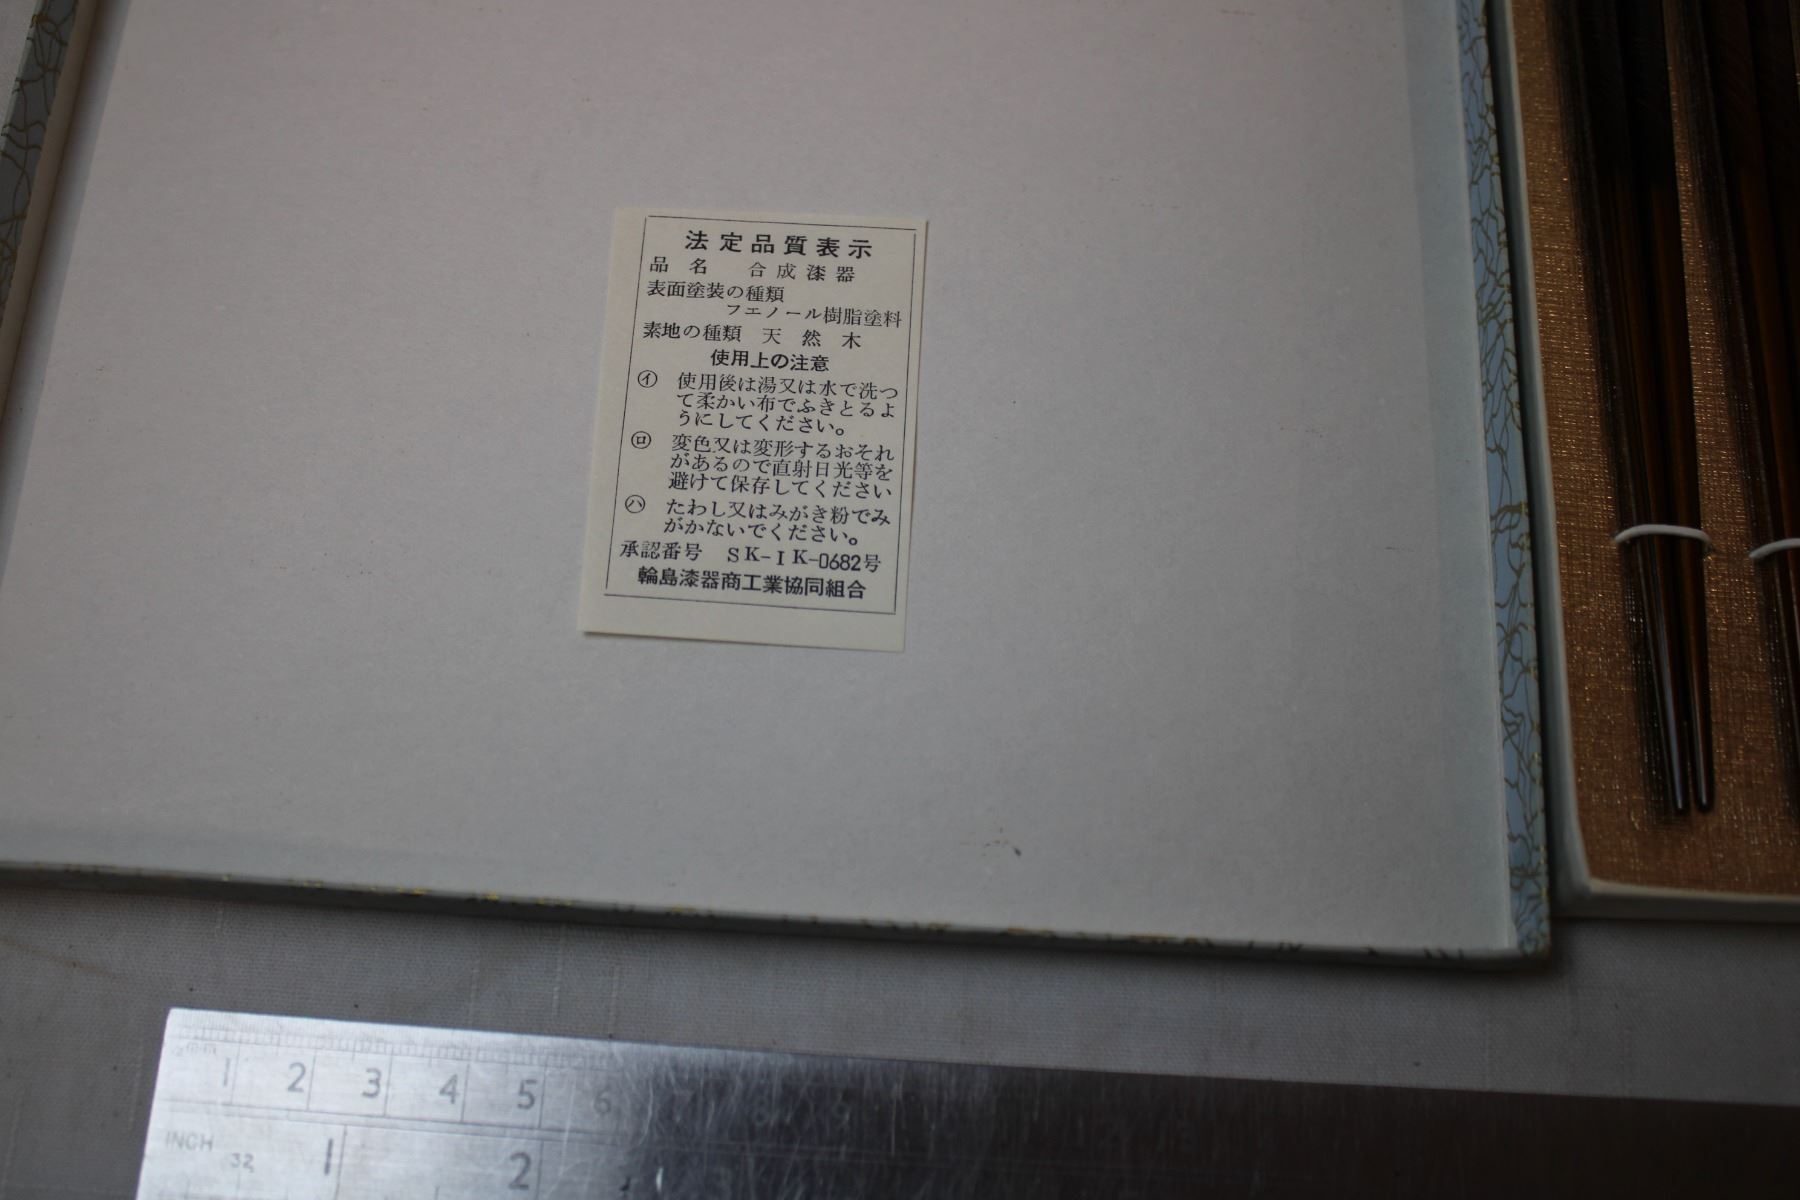 法定品質表示
品名 合成漆器
表面塗装の種類
フエノール樹脂塗料
素地の種類 天然木
使用上の注意
㋑ 使用後は湯又は水で洗つ
て柔かい布でふきとるよ
うにしてください。
㋺ 変色又は変形するおそれ
があるので直射日光等を
避けて保存してください
㋩ たわし又はみがき粉でみ
がかないでください。
承認番号 SK-IK-0682号
輪島漆器商工業協同組合
1 2 3 4 5 6 7 8 9
INCH 32 1 2